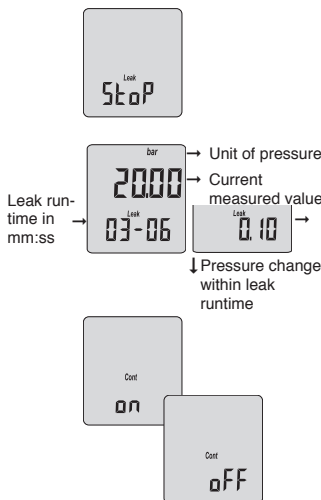 Leak
StoP
bar
→ Unit of pressure
20.00 → Current
measured value
Leak run-
time in
mm:ss
→
Leak
03-06
Leak
0.10 →
↓ Pressure change
within leak
runtime
Cont
on
Cont
oFF